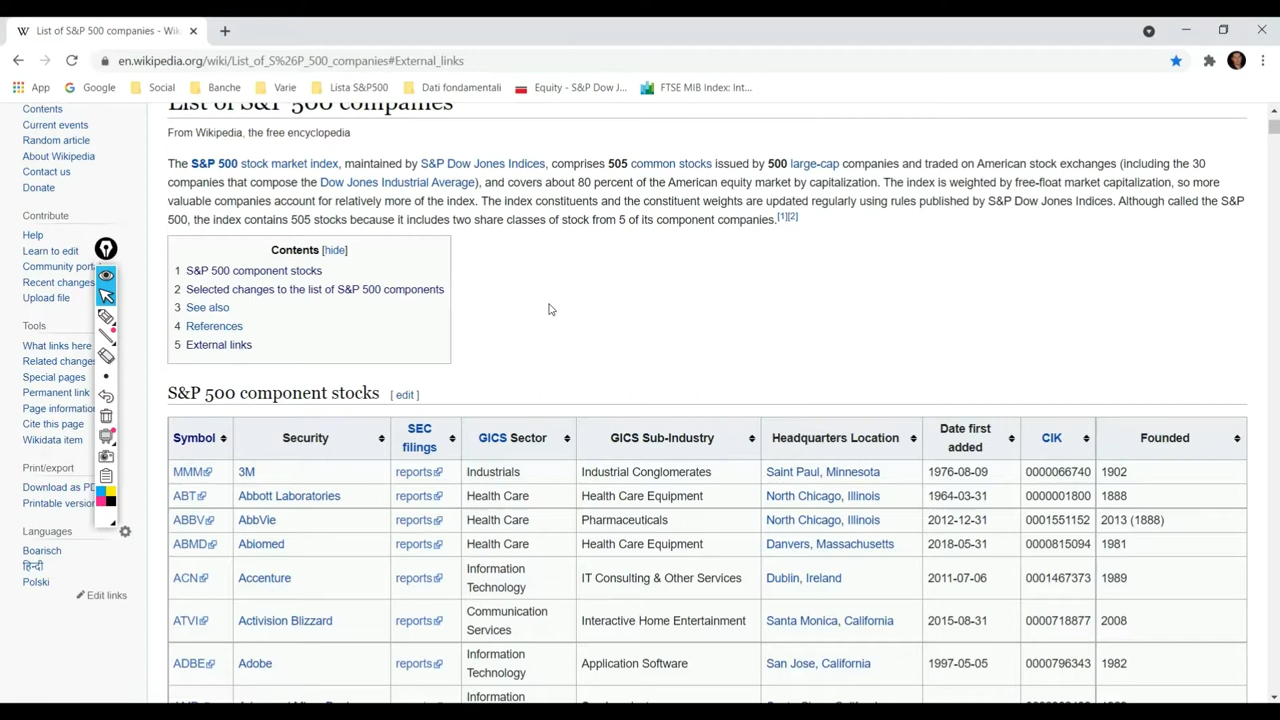 List of S&P 500 companies - Wiki
en.wikipedia.org/wiki/List_of_S%26P_500_companies#External_links
App Google Social Banche Varie Lista S&P500 Dati fondamentali Equity - S&P Dow J... FTSE MIB Index: Int...
List of S&P 500 companies
From Wikipedia, the free encyclopedia
The S&P 500 stock market index, maintained by S&P Dow Jones Indices, comprises 505 common stocks issued by 500 large-cap companies and traded on American stock exchanges (including the 30
companies that compose the Dow Jones Industrial Average), and covers about 80 percent of the American equity market by capitalization. The index is weighted by free-float market capitalization, so more
valuable companies account for relatively more of the index. The index constituents and the constituent weights are updated regularly using rules published by S&P Dow Jones Indices. Although called the S&P
500, the index contains 505 stocks because it includes two share classes of stock from 5 of its component companies.[1][2]
Contents
Current events
Random article
About Wikipedia
Contact us
Donate
Contribute
Help
Learn to edit
Community port
Recent changes
Upload file
Tools
What links here
Related changes
Special pages
Permanent link
Page information
Cite this page
Wikidata item
Print/export
Download as PD
Printable version
Languages
Boarisch
हिन्दी
Polski
Edit links
Contents [hide]
1 S&P 500 component stocks
2 Selected changes to the list of S&P 500 components
3 See also
4 References
5 External links
S&P 500 component stocks [ edit ]
Symbol Security SEC filings GICS Sector GICS Sub-Industry Headquarters Location Date first added CIK Founded
MMM 3M reports Industrials Industrial Conglomerates Saint Paul, Minnesota 1976-08-09 0000066740 1902
ABT Abbott Laboratories reports Health Care Health Care Equipment North Chicago, Illinois 1964-03-31 0000001800 1888
ABBV AbbVie reports Health Care Pharmaceuticals North Chicago, Illinois 2012-12-31 0001551152 2013 (1888)
ABMD Abiomed reports Health Care Health Care Equipment Danvers, Massachusetts 2018-05-31 0000815094 1981
ACN Accenture reports Information Technology IT Consulting & Other Services Dublin, Ireland 2011-07-06 0001467373 1989
ATVI Activision Blizzard reports Communication Services Interactive Home Entertainment Santa Monica, California 2015-08-31 0000718877 2008
ADBE Adobe reports Information Technology Application Software San Jose, California 1997-05-05 0000796343 1982
Information